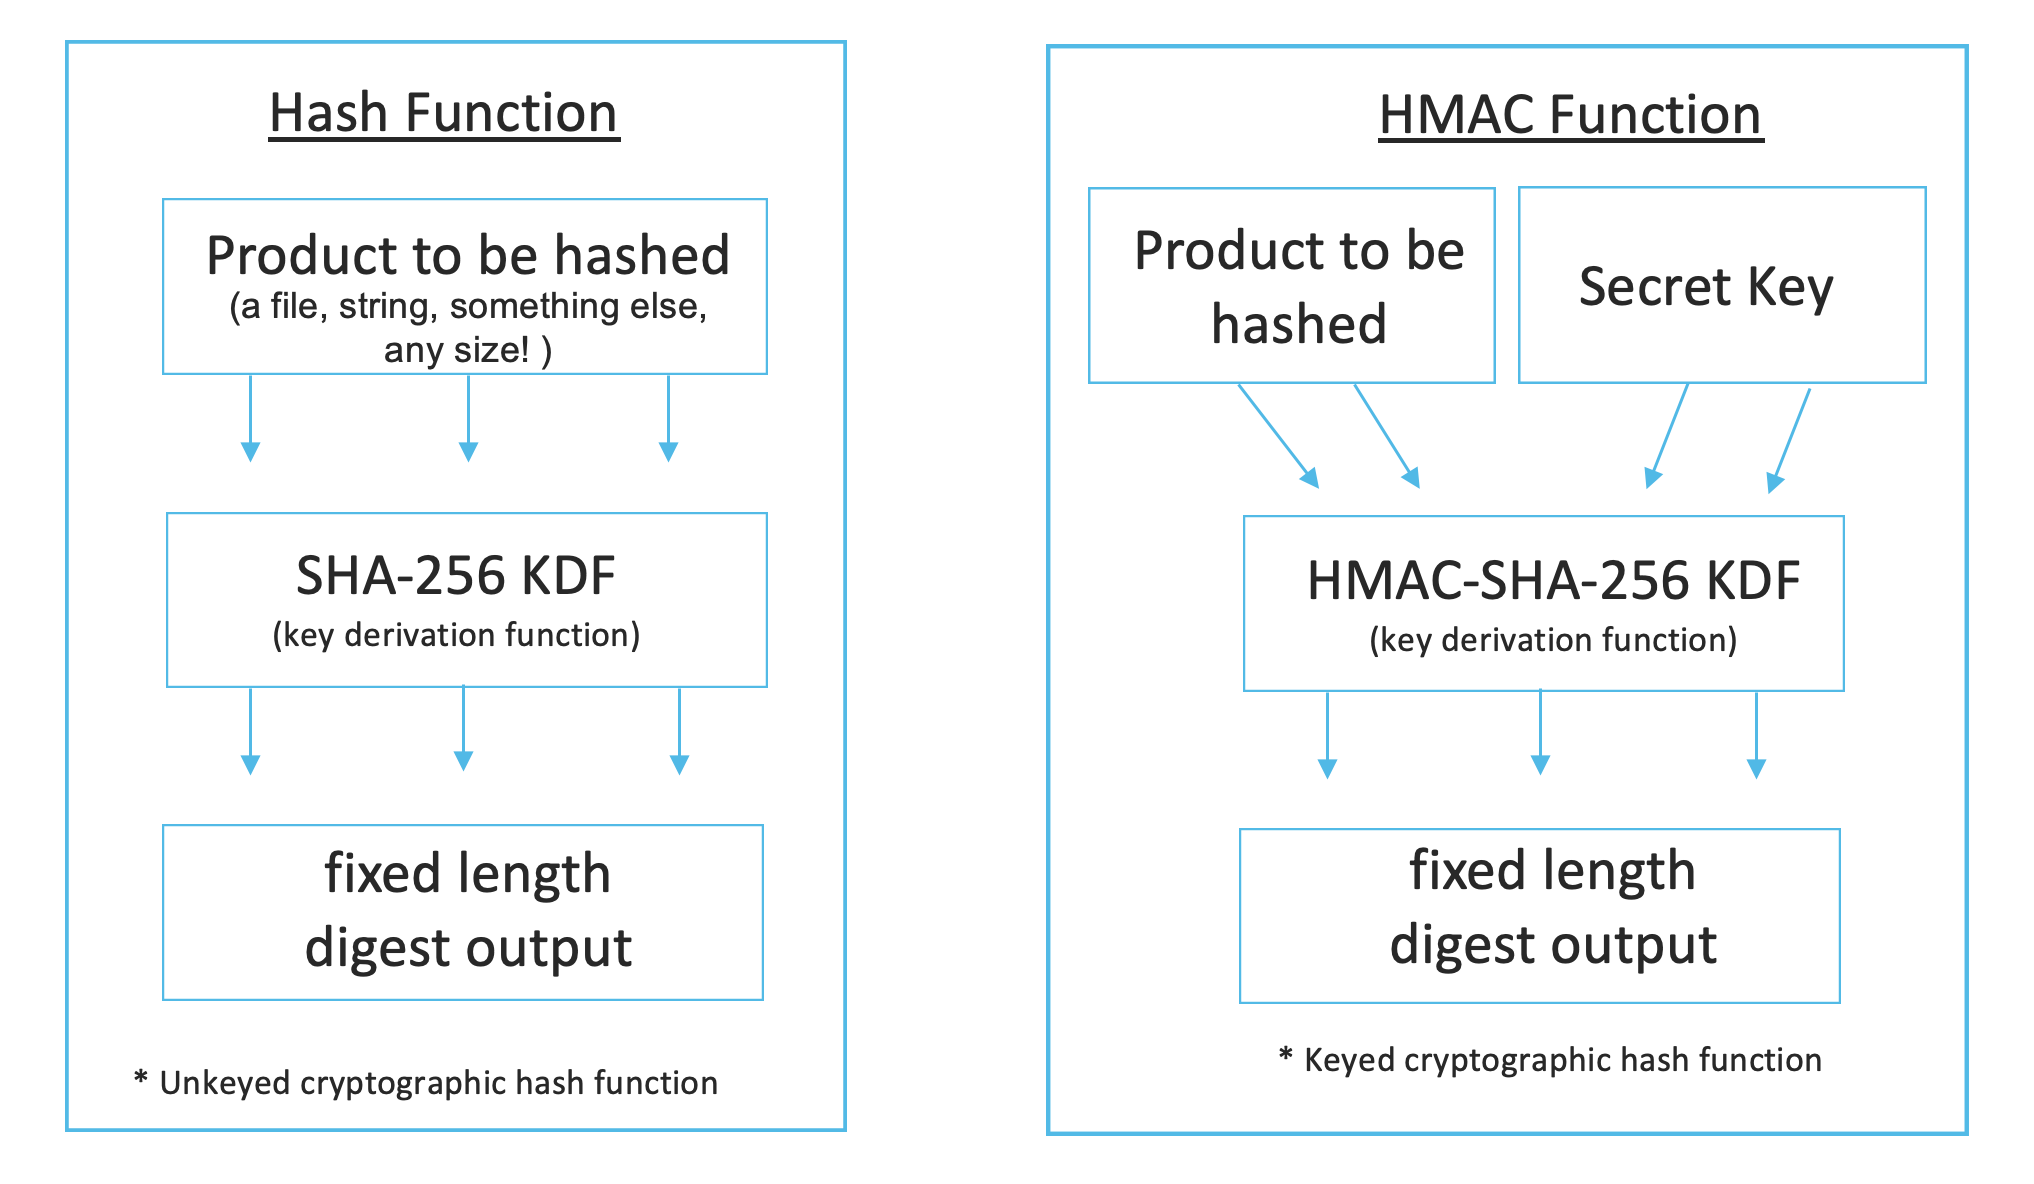 Hash Function
Product to be hashed
(a file, string, something else,
any size! )
SHA-256 KDF
(key derivation function)
fixed length
digest output
* Unkeyed cryptographic hash function
HMAC Function
Product to be
hashed
Secret Key
HMAC-SHA-256 KDF
(key derivation function)
fixed length
digest output
* Keyed cryptographic hash function